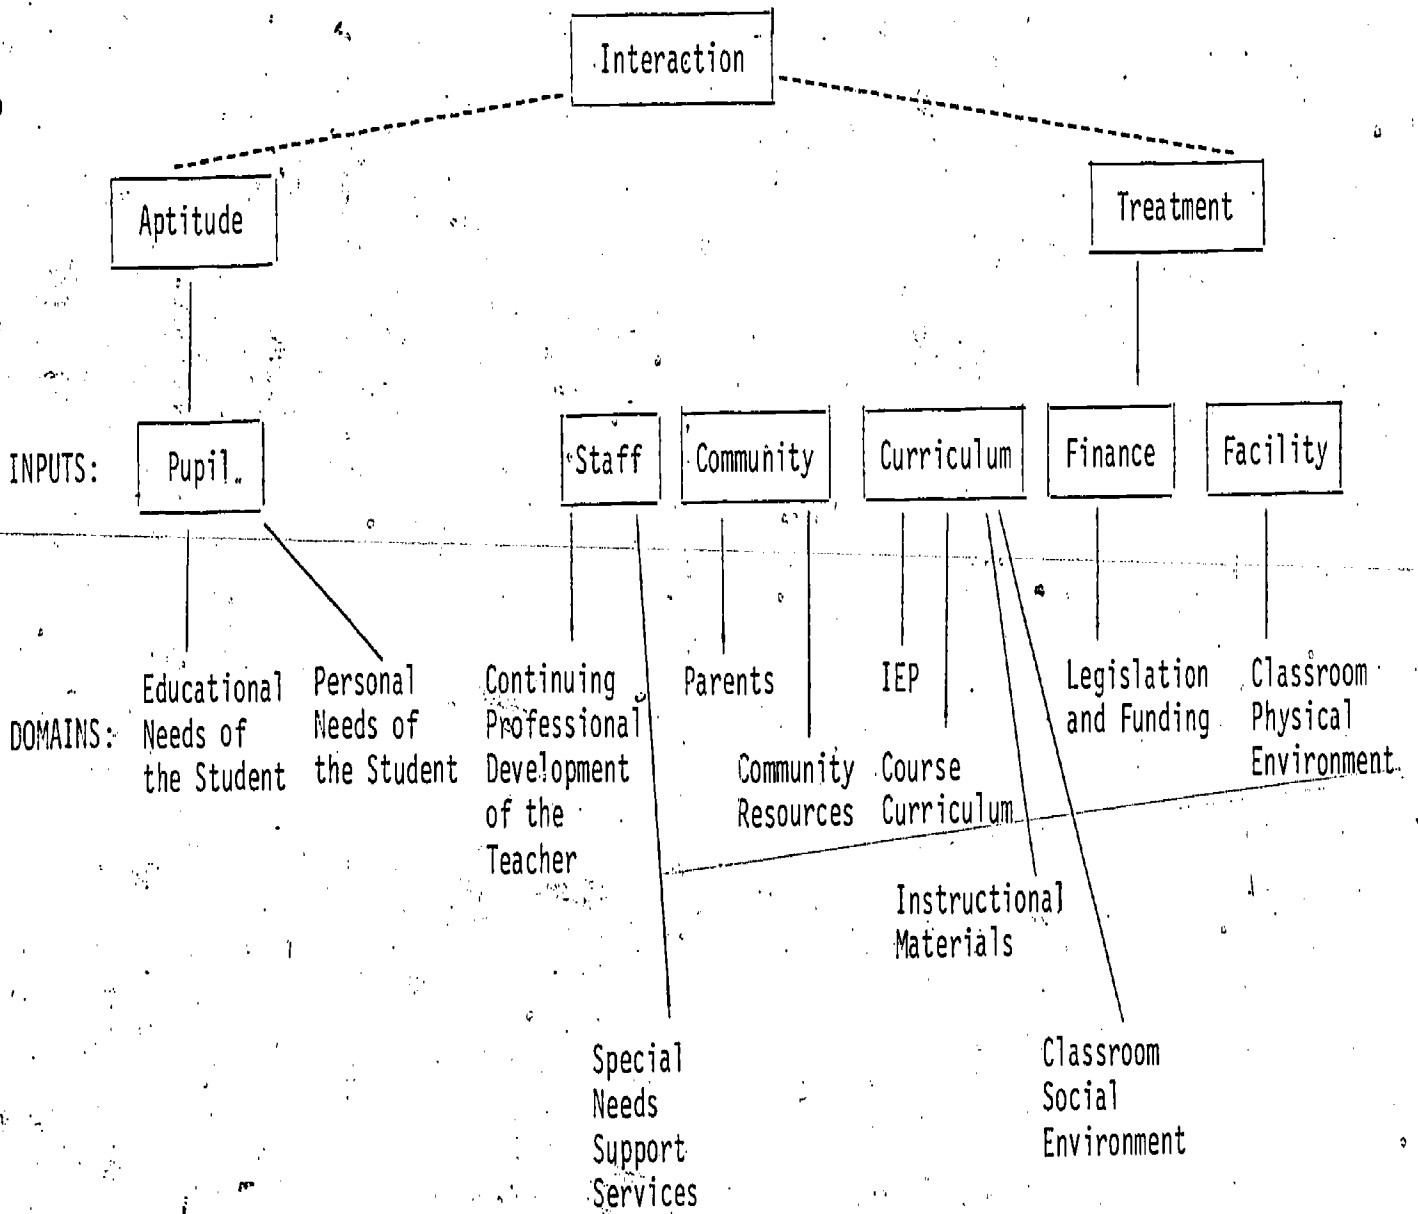 Interaction
Aptitude
Treatment
INPUTS:
Pupil
Staff
Community
Curriculum
Finance
Facility
DOMAINS:
Educational
Needs of
the Student
Personal
Needs of
the Student
Continuing
Professional
Development
of the
Teacher
Special
Needs
Support
Services
Parents
Community
Resources
IEP
Course
Curriculum
Instructional
Materials
Classroom
Social
Environment
Legislation
and Funding
Classroom
Physical
Environment